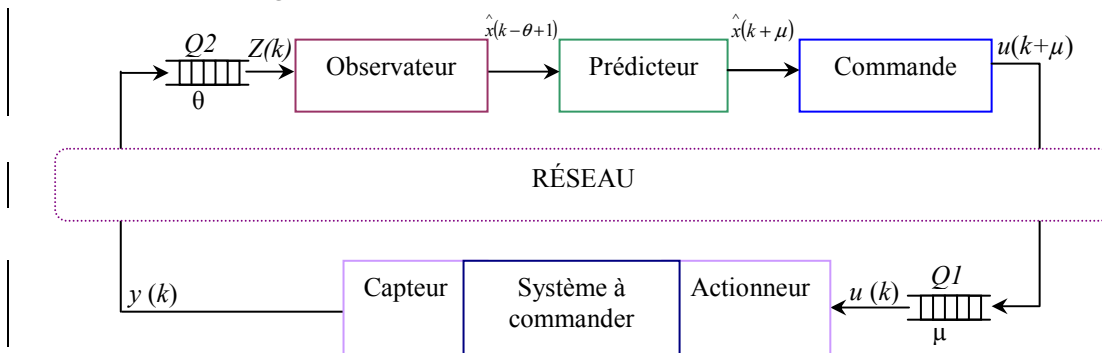 Q2
Z(k)
θ
Observateur
x̂(k−θ+1)
Prédicteur
x̂(k+μ)
Commande
u(k+μ)
RÉSEAU
y (k)
Capteur
Système à
commander
Actionneur
u (k)
Q1
μ